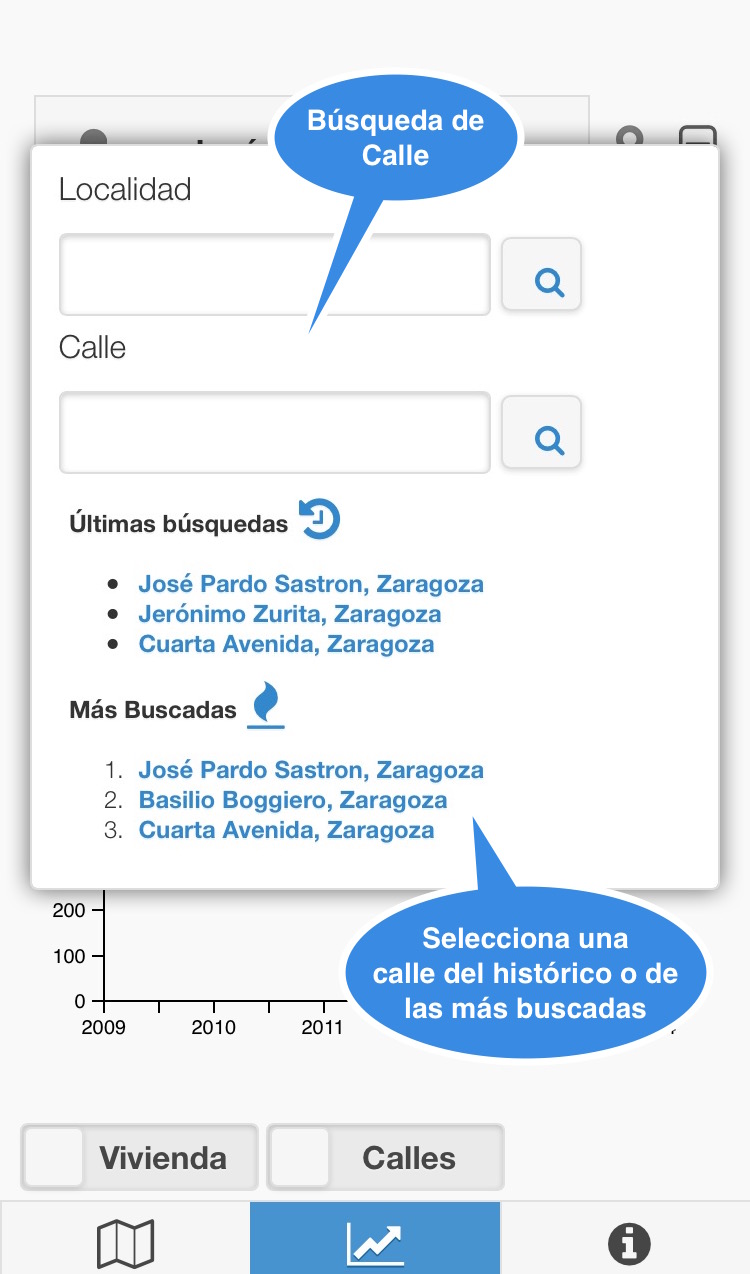 Búsqueda de
Calle
Localidad
Calle
Últimas búsquedas
José Pardo Sastron, Zaragoza
Jerónimo Zurita, Zaragoza
Cuarta Avenida, Zaragoza
Más Buscadas
1. José Pardo Sastron, Zaragoza
2. Basilio Boggiero, Zaragoza
3. Cuarta Avenida, Zaragoza
200
100
0
2009 2010 2011
Selecciona una
calle del histórico o de
las más buscadas
Vivienda Calles